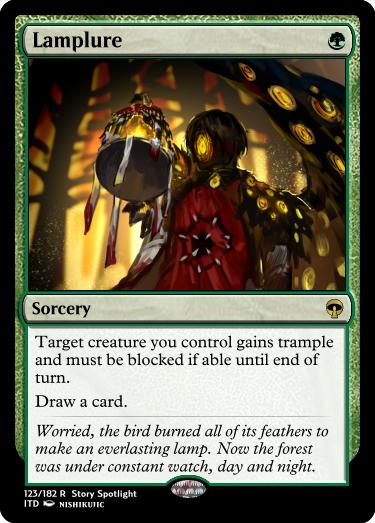 Lamplure
Sorcery
Target creature you control gains trample
and must be blocked if able until end of
turn.
Draw a card.
Worried, the bird burned all of its feathers to
make an everlasting lamp. Now the forest
was under constant watch, day and night.
123/182 R Story Spotlight
ITD NISHIKUJIC